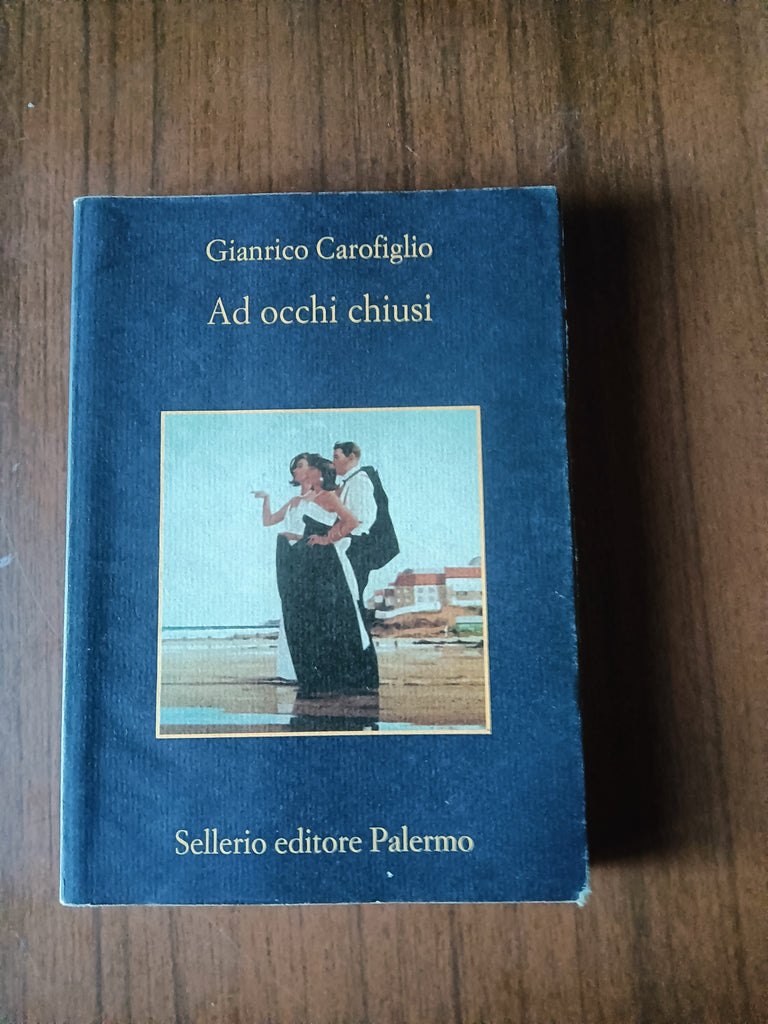 Gianrico Carofiglio
Ad occhi chiusi
Sellerio editore Palermo